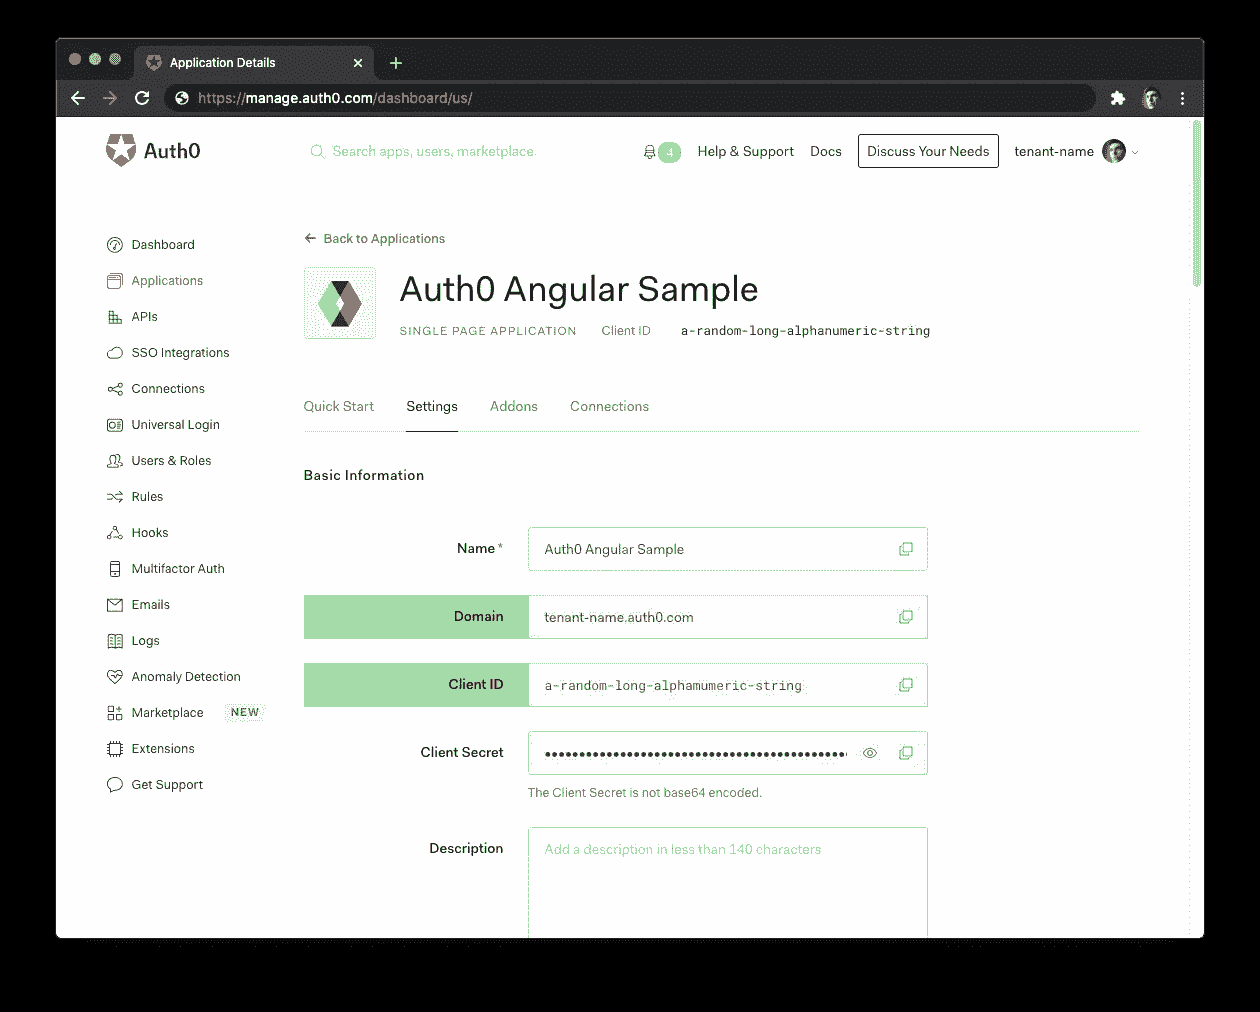 Application Details
https://manage.auth0.com/dashboard/us/
Auth0
Search apps, users, marketplace
4
Help & Support
Docs
Discuss Your Needs
tenant-name
Dashboard
Applications
APIs
SSO Integrations
Connections
Universal Login
Users & Roles
Rules
Hooks
Multifactor Auth
Emails
Logs
Anomaly Detection
Marketplace NEW
Extensions
Get Support
Back to Applications
Auth0 Angular Sample
SINGLE PAGE APPLICATION Client ID a-random-long-alphanumeric-string
Quick Start Settings Addons Connections
Basic Information
Name * Auth0 Angular Sample
Domain tenant-name.auth0.com
Client ID a-random-long-alphamumeric-string
Client Secret
The Client Secret is not base64 encoded.
Description Add a description in less than 140 characters